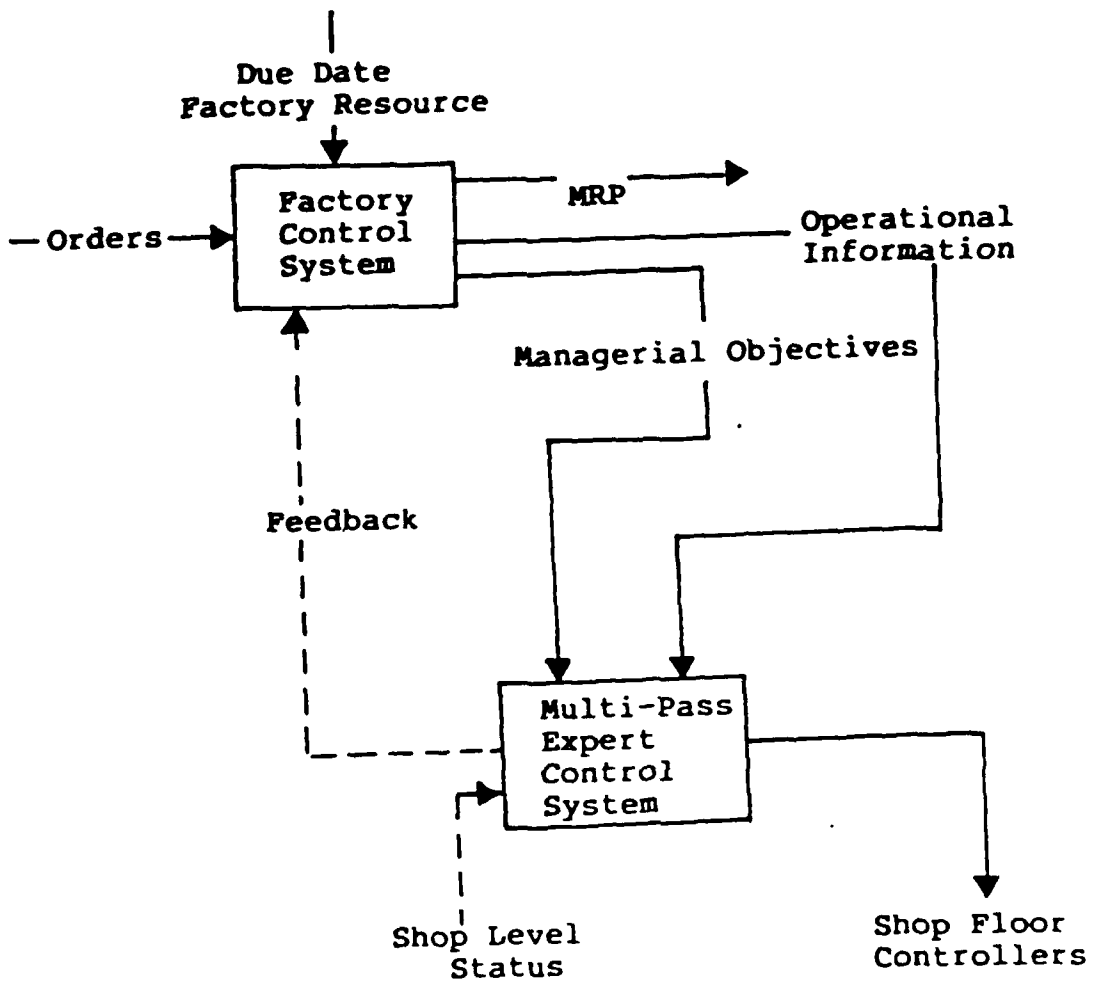 Due Date
Factory Resource
MRP
Factory
Control
System
Orders
Operational
Information
Managerial Objectives
Feedback
Multi-Pass
Expert
Control
System
Shop Level
Status
Shop Floor
Controllers